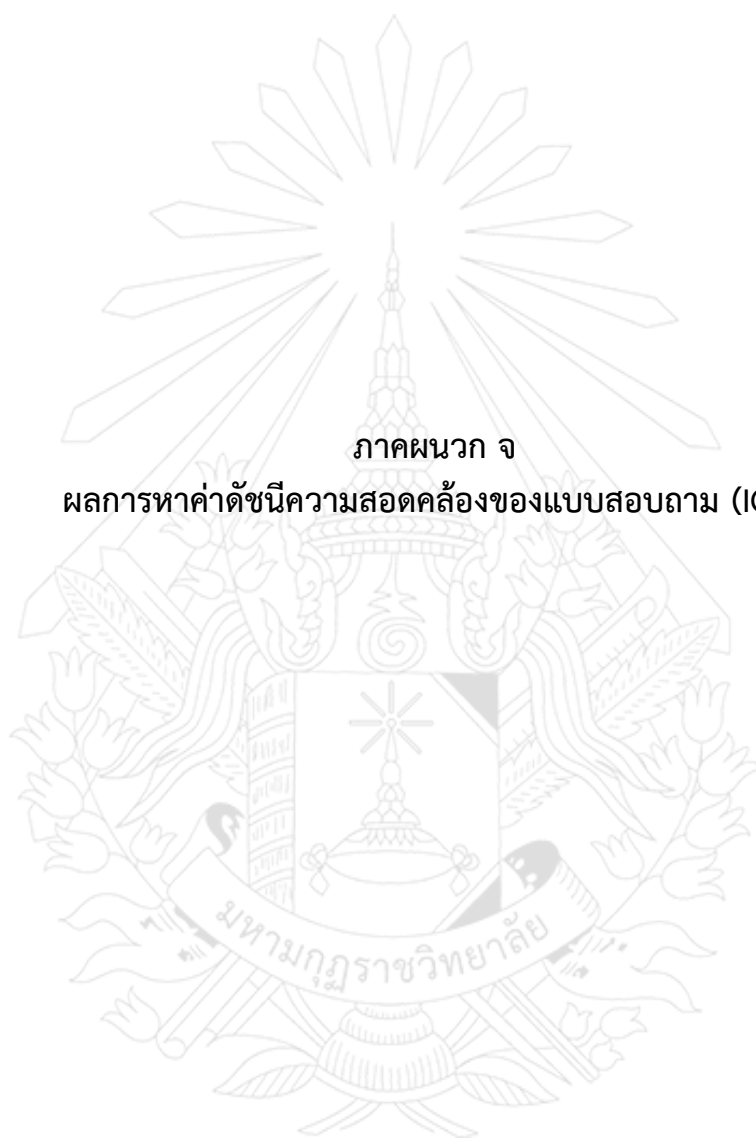 ภาคผนวก จ
ผลการหาค่าดัชนีความสอดคล้องของแบบสอบถาม (IC
มหามกุฏราชวิทยาลัย